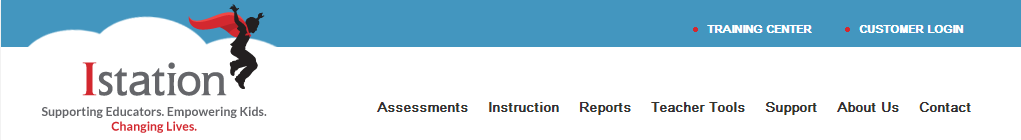 TRAINING CENTER CUSTOMER LOGIN
Istation
Supporting Educators. Empowering Kids.
Changing Lives.
Assessments Instruction Reports Teacher Tools Support About Us Contact